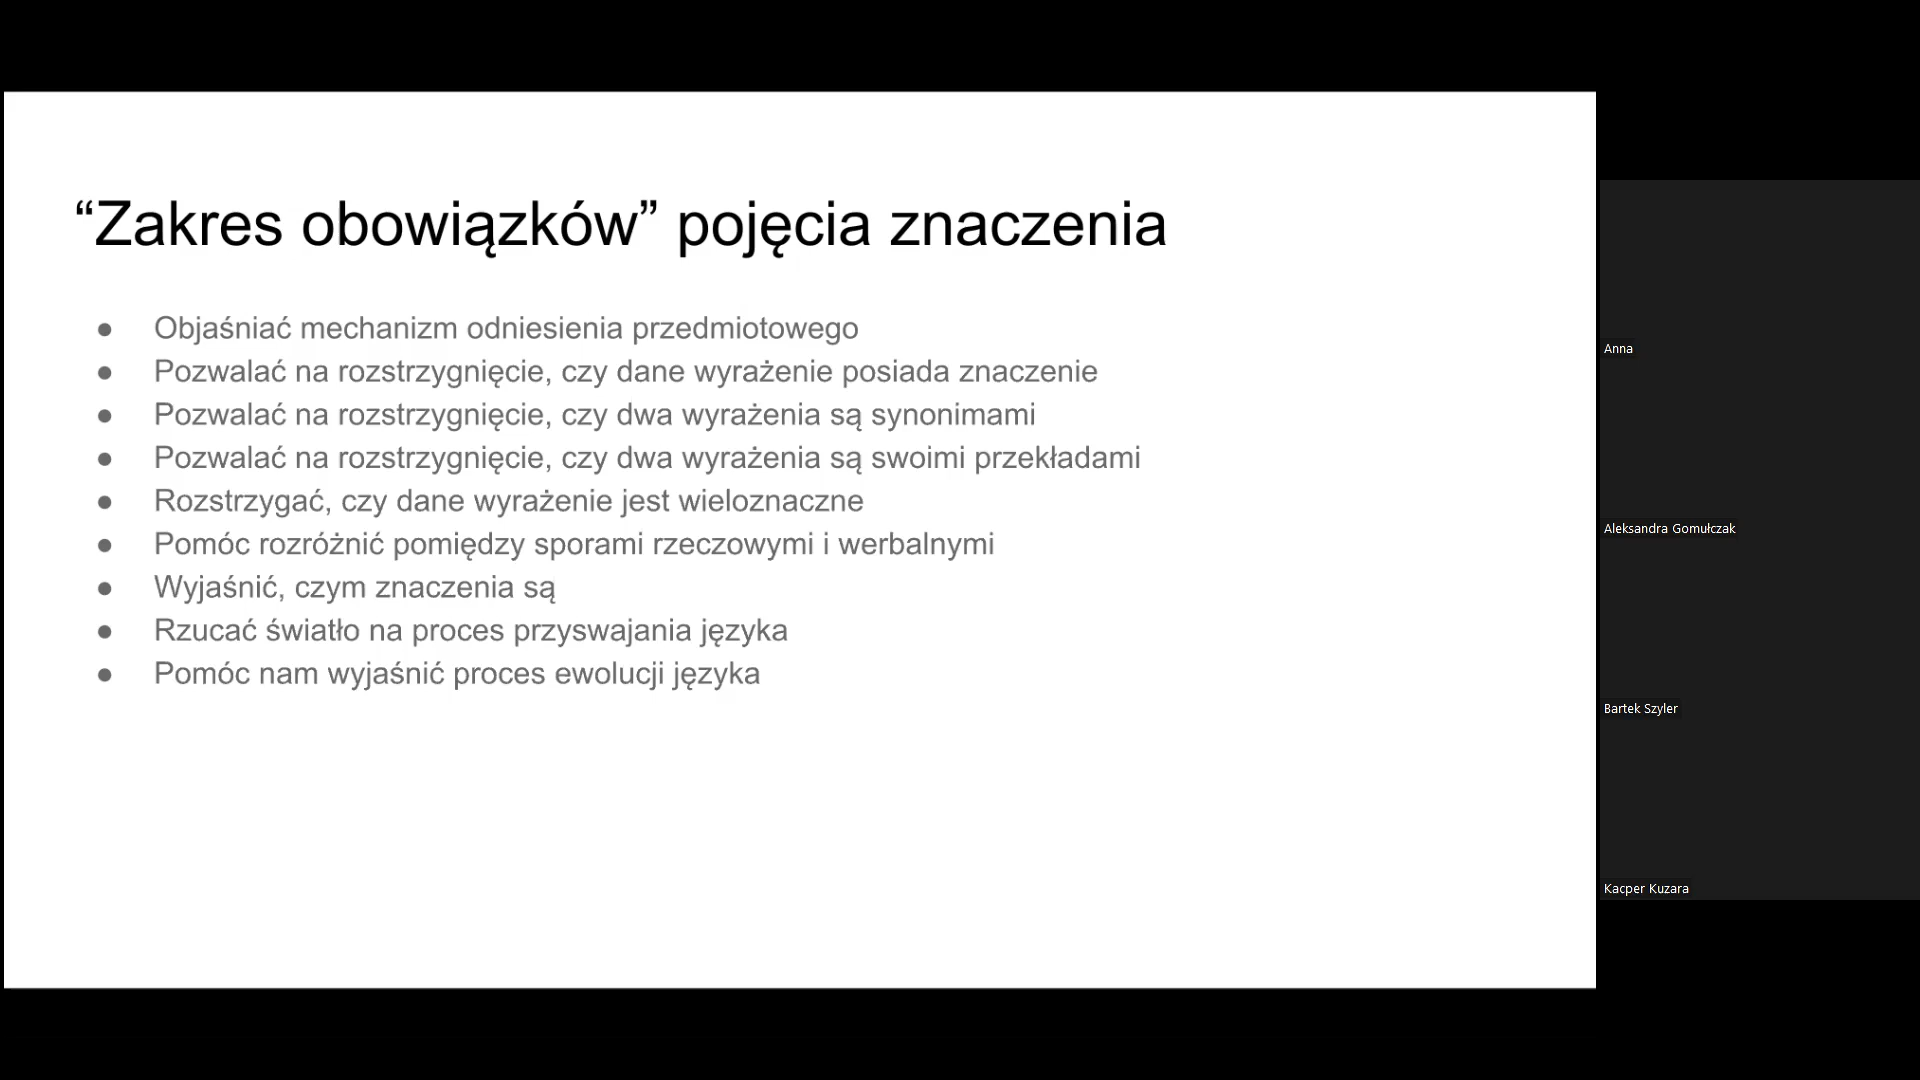 “Zakres obowiązków” pojęcia znaczenia
● Objaśniać mechanizm odniesienia przedmiotowego
● Pozwalać na rozstrzygnięcie, czy dane wyrażenie posiada znaczenie
● Pozwalać na rozstrzygnięcie, czy dwa wyrażenia są synonimami
● Pozwalać na rozstrzygnięcie, czy dwa wyrażenia są swoimi przekładami
● Rozstrzygać, czy dane wyrażenie jest wieloznaczne
● Pomóc rozróżnić pomiędzy sporami rzeczowymi i werbalnymi
● Wyjaśnić, czym znaczenia są
● Rzucać światło na proces przyswajania języka
● Pomóc nam wyjaśnić proces ewolucji języka
Anna
Aleksandra Gomułczak
Bartek Szyler
Kacper Kuzara